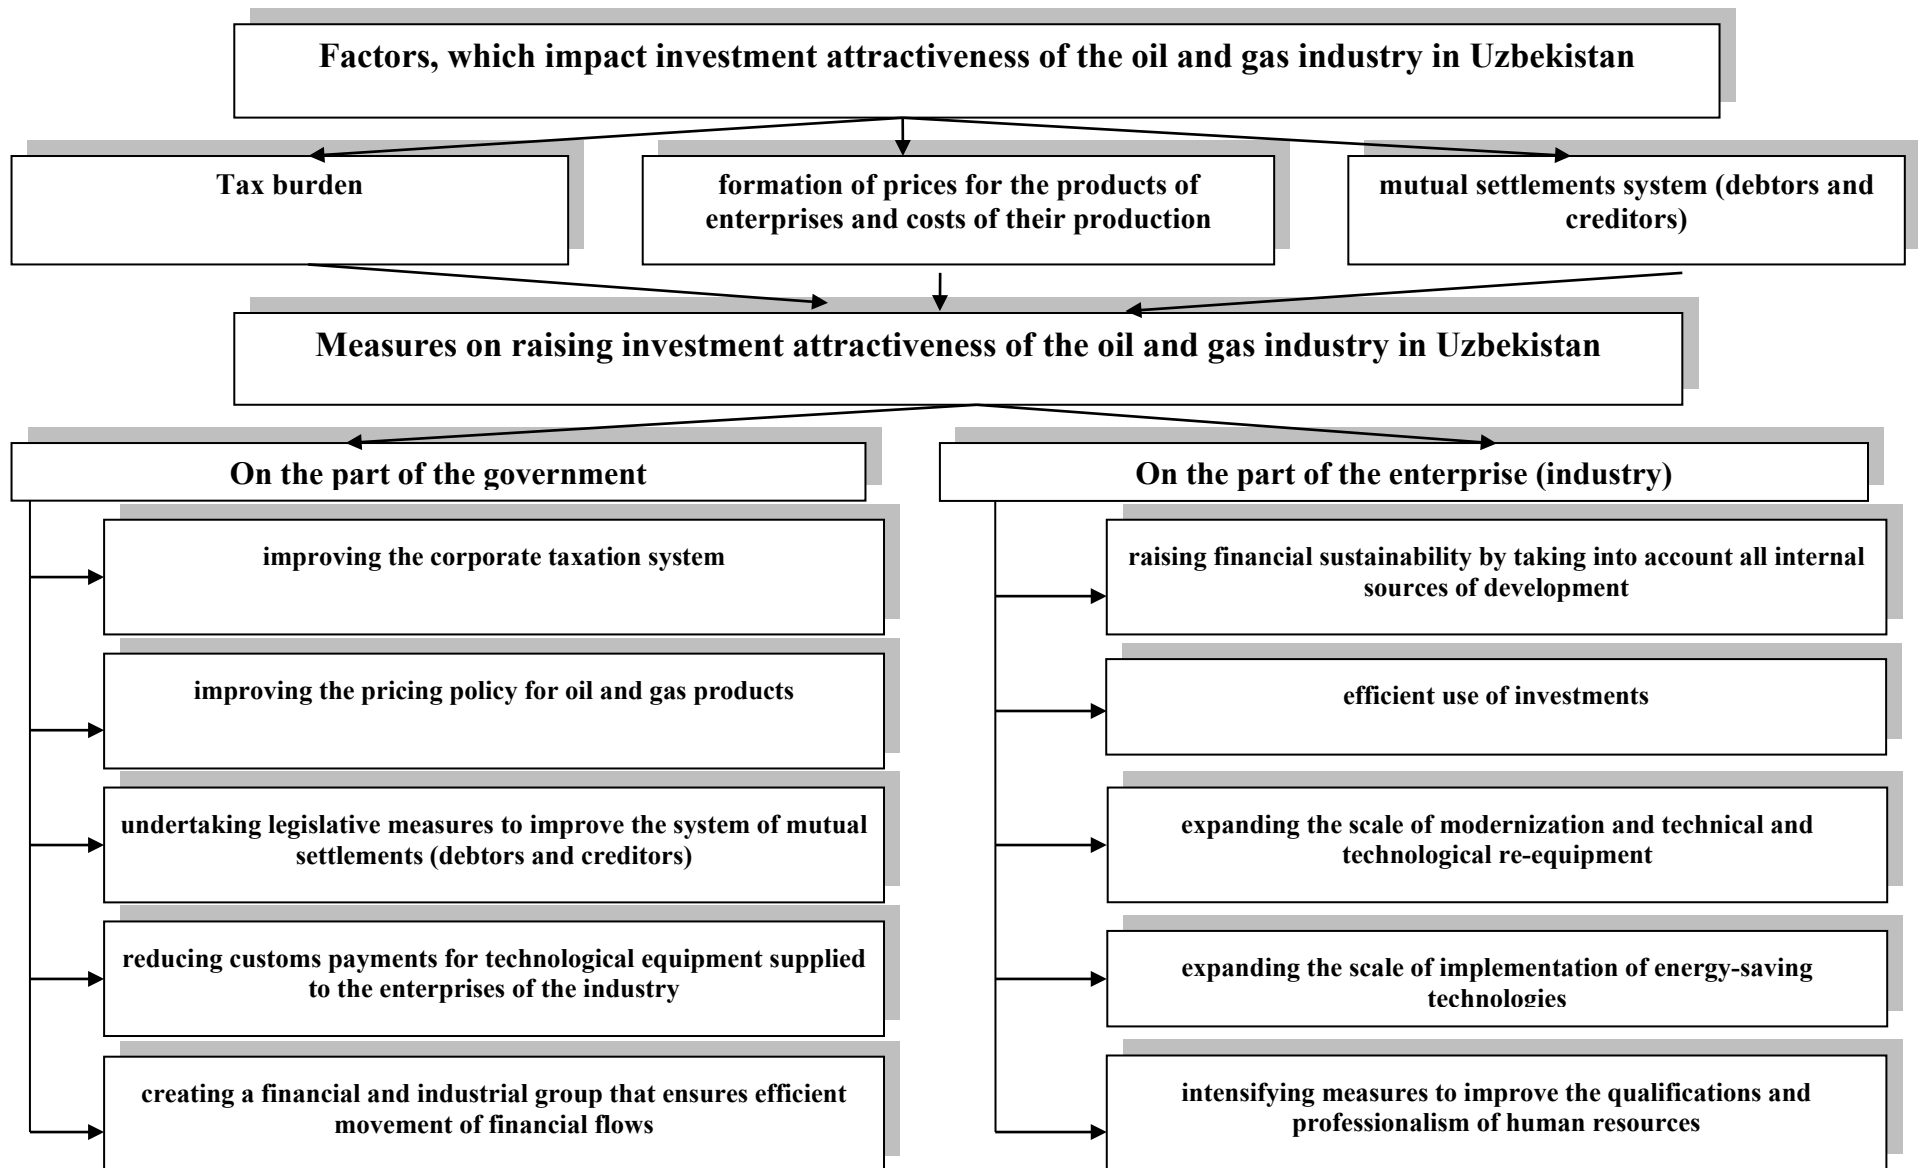 Factors, which impact investment attractiveness of the oil and gas industry in Uzbekistan
Tax burden
formation of prices for the products of
enterprises and costs of their production
mutual settlements system (debtors and
creditors)
Measures on raising investment attractiveness of the oil and gas industry in Uzbekistan
On the part of the government
improving the corporate taxation system
improving the pricing policy for oil and gas products
undertaking legislative measures to improve the system of mutual
settlements (debtors and creditors)
reducing customs payments for technological equipment supplied
to the enterprises of the industry
creating a financial and industrial group that ensures efficient
movement of financial flows
On the part of the enterprise (industry)
raising financial sustainability by taking into account all internal
sources of development
efficient use of investments
expanding the scale of modernization and technical and
technological re-equipment
expanding the scale of implementation of energy-saving
technologies
intensifying measures to improve the qualifications and
professionalism of human resources